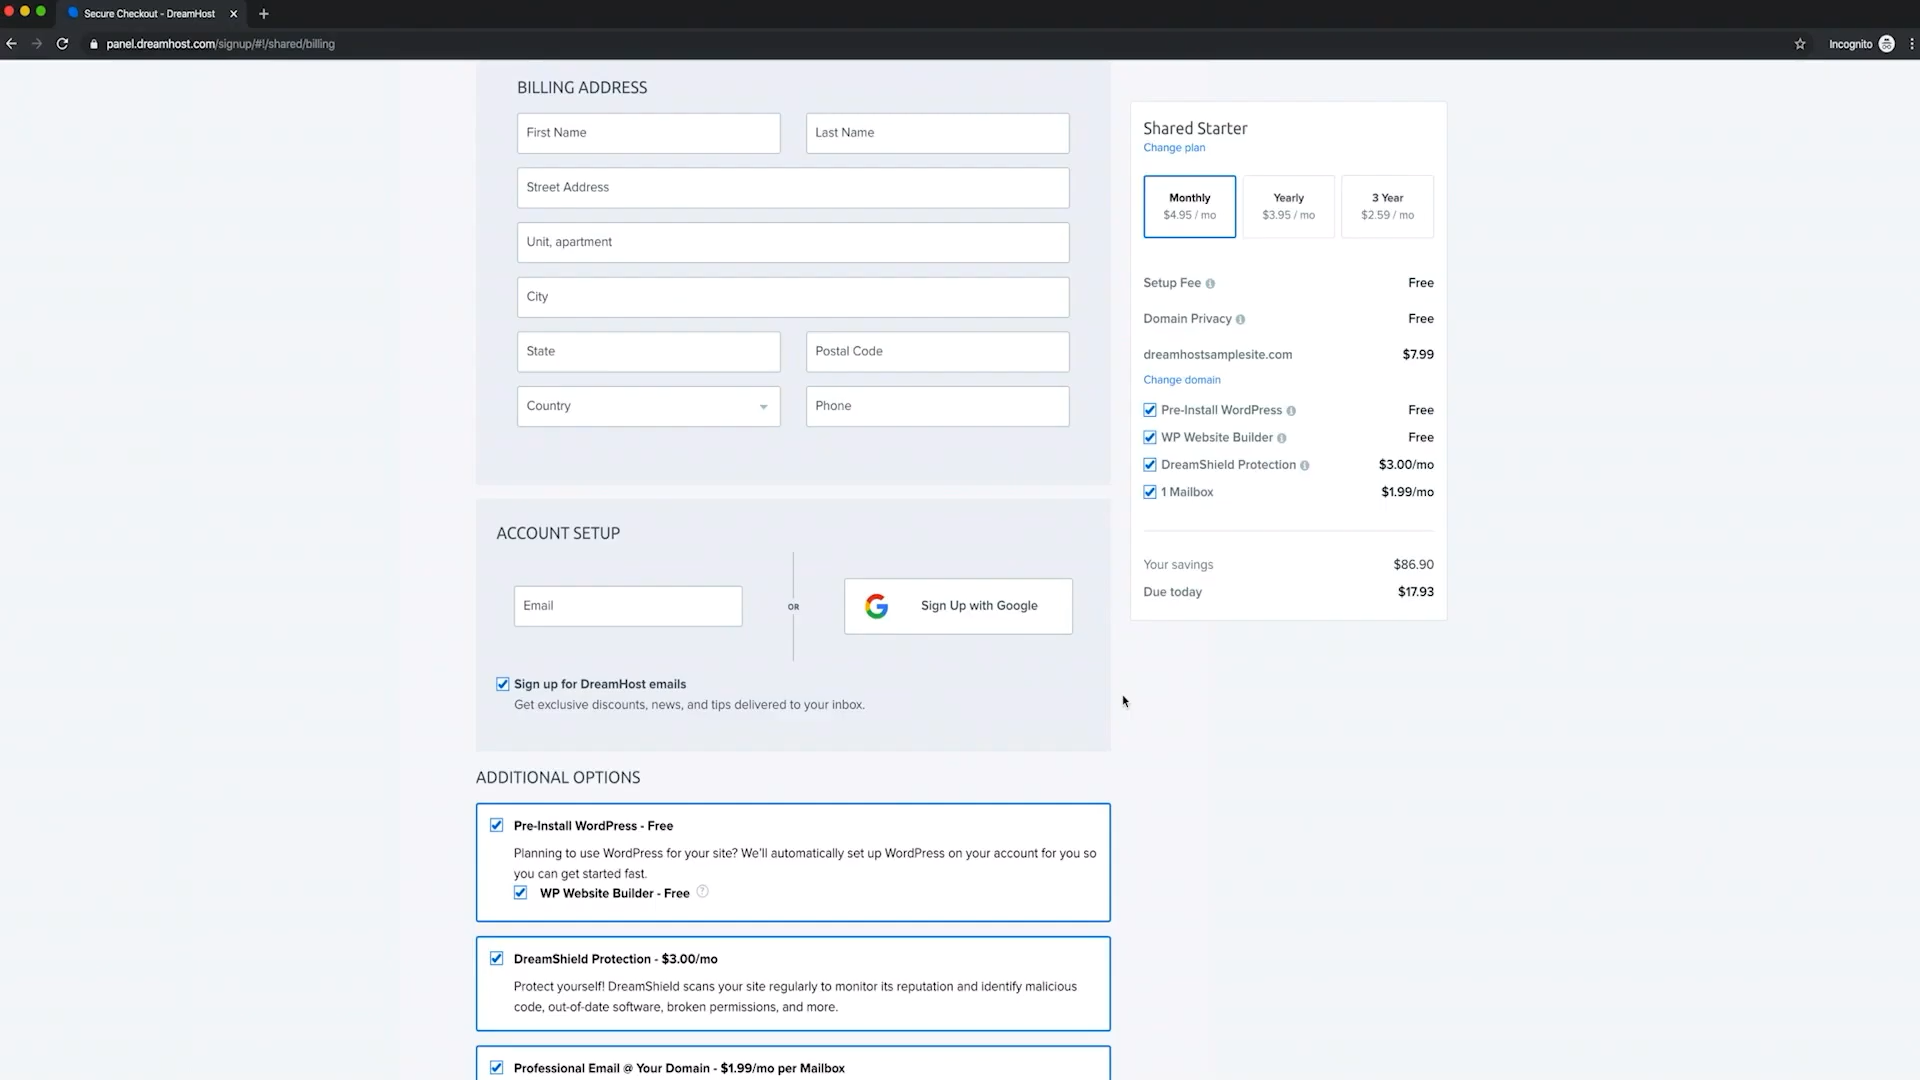 Secure Checkout - DreamHost
panel.dreamhost.com/signup/#!/shared/billing
Incognito
BILLING ADDRESS
First Name
Last Name
Street Address
Unit, apartment
City
State
Postal Code
Country
Phone
ACCOUNT SETUP
Email
OR
Sign Up with Google
Sign up for DreamHost emails
Get exclusive discounts, news, and tips delivered to your inbox.
ADDITIONAL OPTIONS
Pre-Install WordPress - Free
Planning to use WordPress for your site? We'll automatically set up WordPress on your account for you so
you can get started fast.
WP Website Builder - Free ?
DreamShield Protection - $3.00/mo
Protect yourself! DreamShield scans your site regularly to monitor its reputation and identify malicious
code, out-of-date software, broken permissions, and more.
Professional Email @ Your Domain - $1.99/mo per Mailbox
Shared Starter
Change plan
Monthly
$4.95 / mo
Yearly
$3.95 / mo
3 Year
$2.59 / mo
Setup Fee Free
Domain Privacy Free
dreamhostsamplesite.com $7.99
Change domain
Pre-Install WordPress Free
WP Website Builder Free
DreamShield Protection $3.00/mo
1 Mailbox $1.99/mo
Your savings $86.90
Due today $17.93